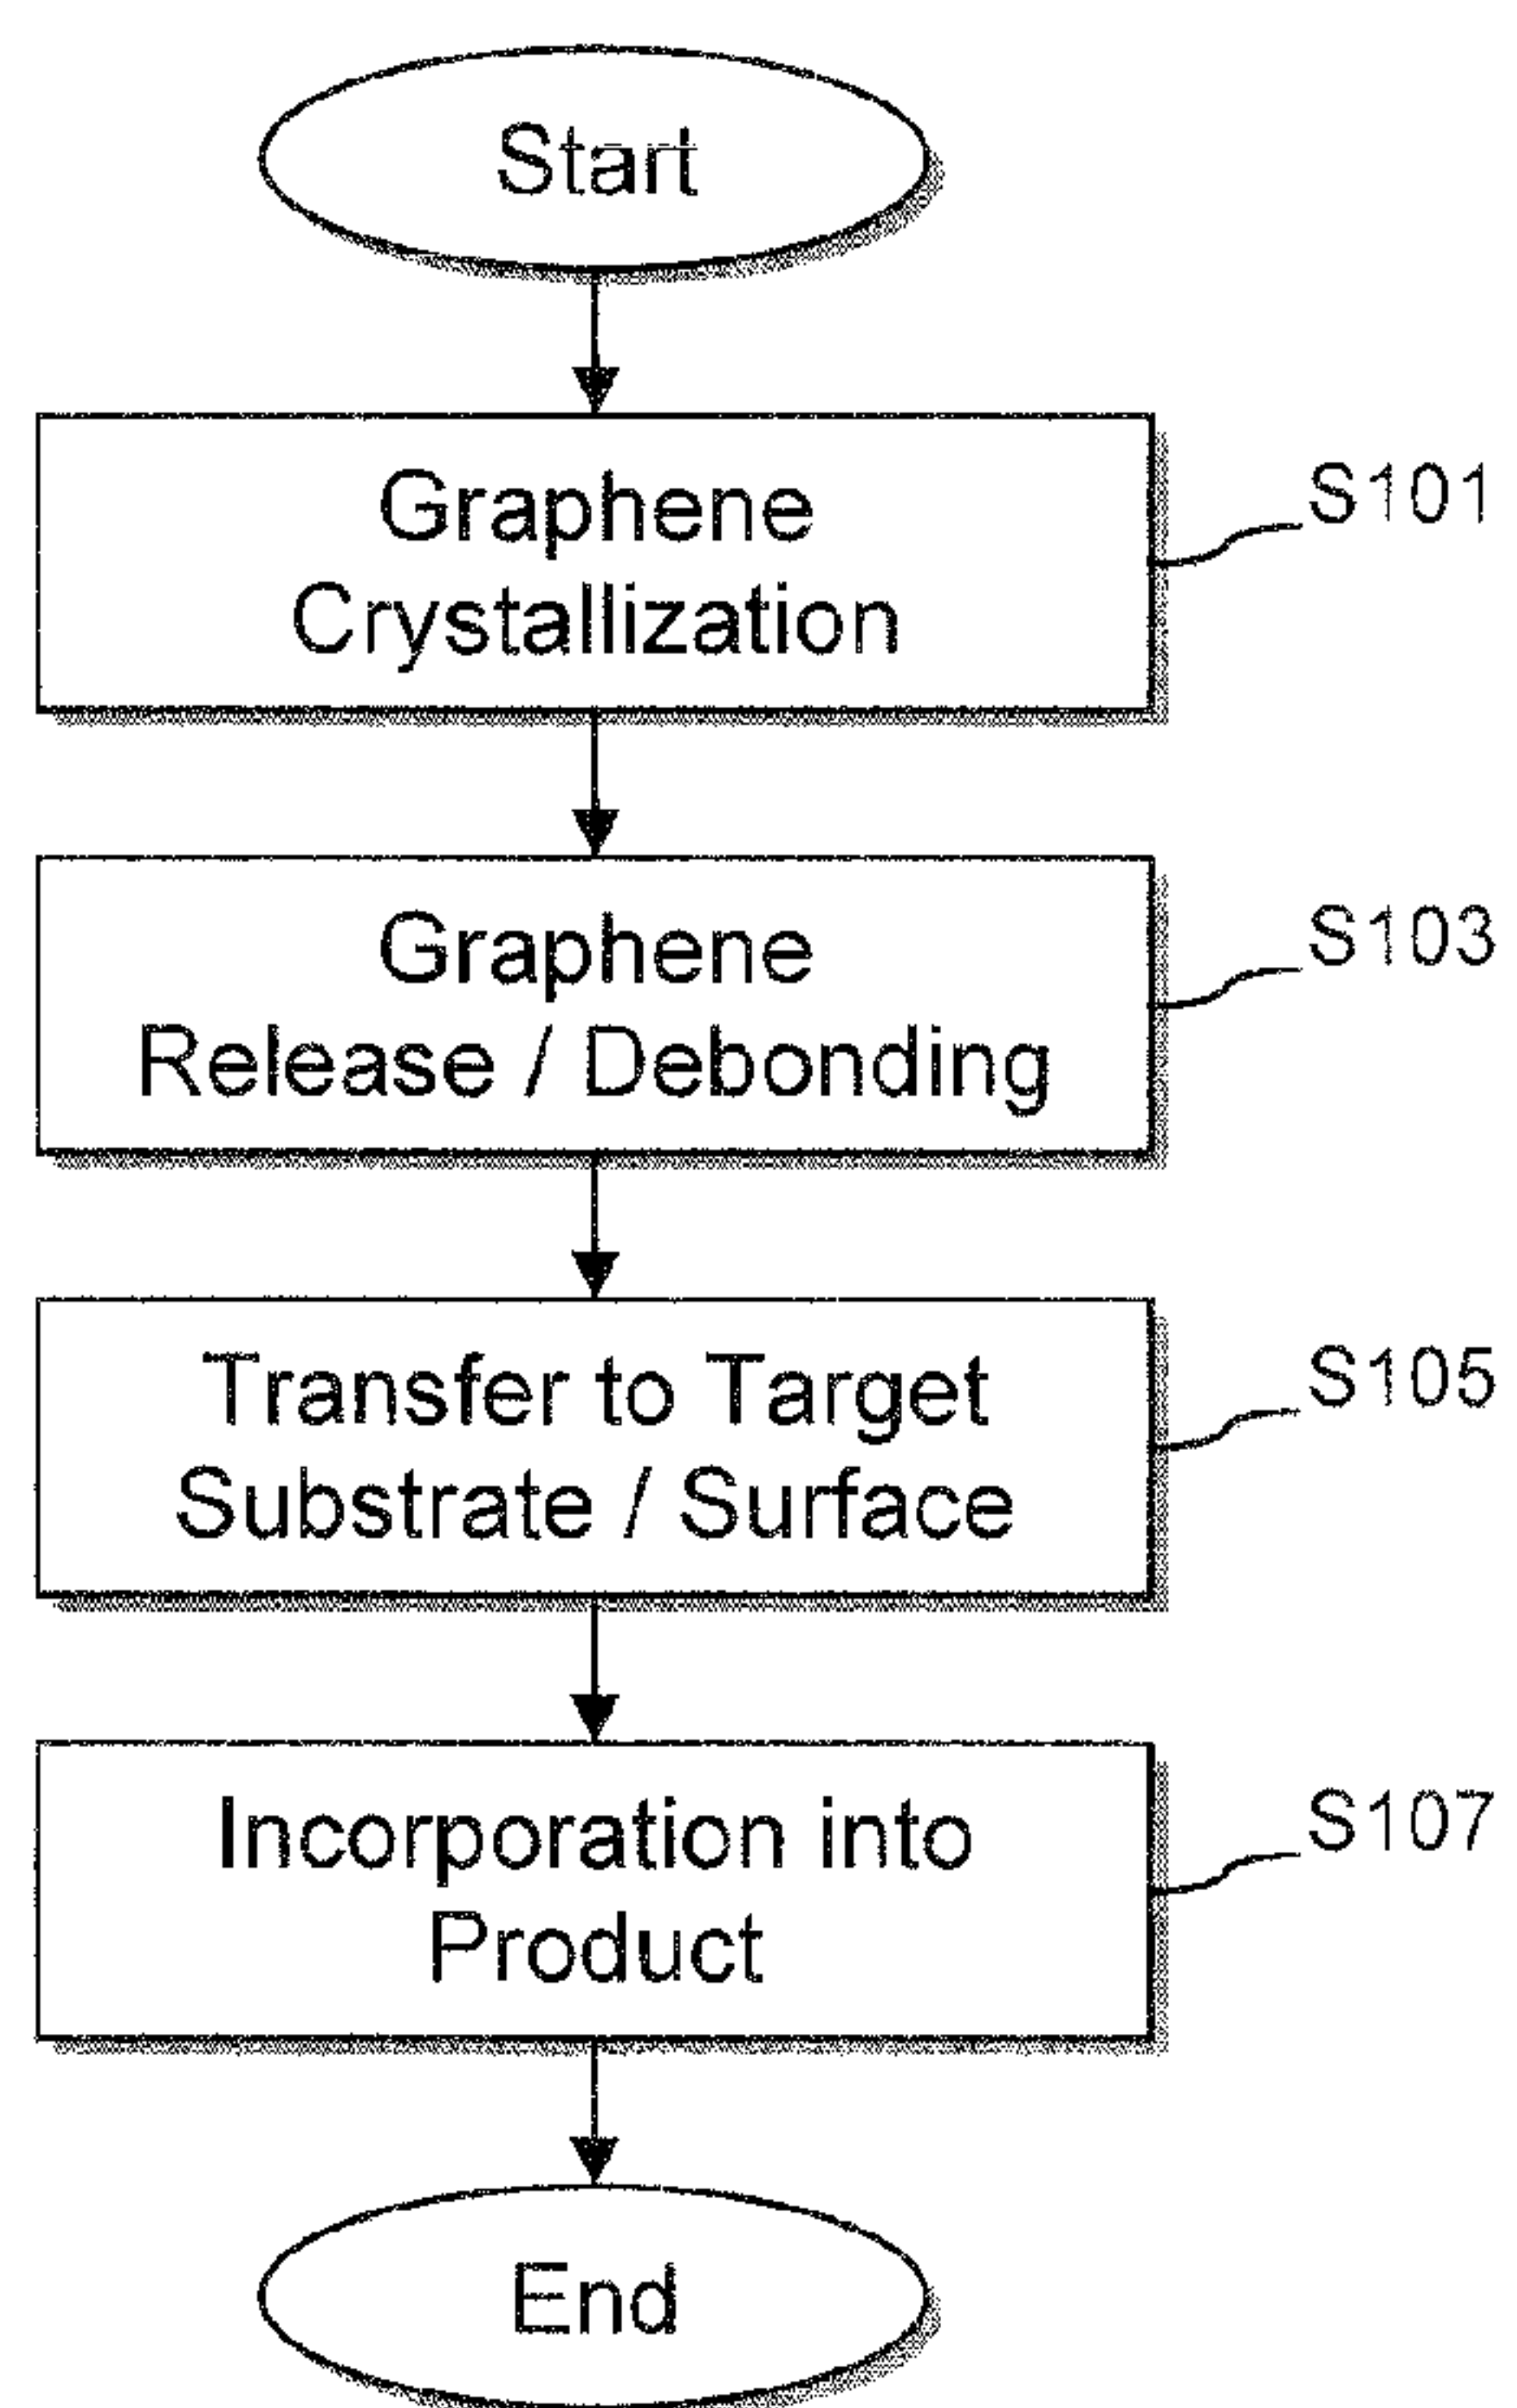 Start
Graphene
Crystallization
S101
Graphene
Release / Debonding
S103
Transfer to Target
Substrate / Surface
S105
Incorporation into
Product
S107
End